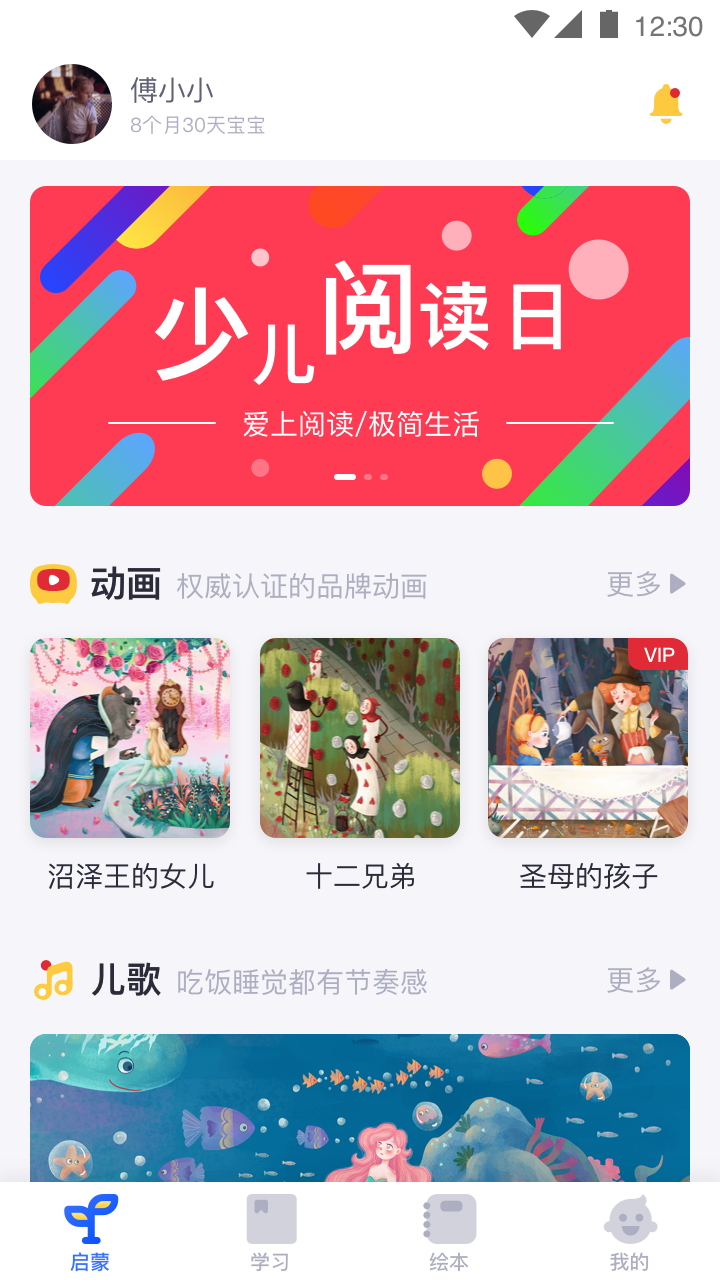 12:30
傅小小
8个月30天宝宝
少儿阅读日
爱上阅读/极简生活
动画 权威认证的品牌动画 更多
VIP
沼泽王的女儿 十二兄弟 圣母的孩子
儿歌 吃饭睡觉都有节奏感 更多
启蒙 学习 绘本 我的